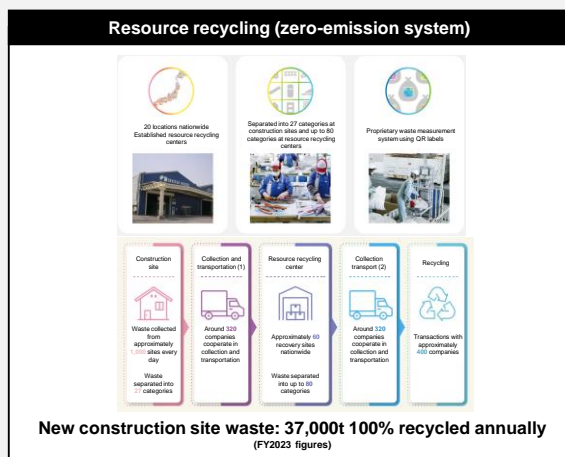 Resource recycling (zero-emission system)
20 locations nationwide
Established resource recycling
centers
Separated into 27 categories at
construction sites and up to 80
categories at resource recycling
centers
Proprietary waste measurement
system using QR labels
Construction
site
Waste collected
from
approximately
1,000 sites every
day
Waste
separated into
27 categories
Collection and
transportation (1)
Around 320
companies
cooperate in
collection and
transportation
Resource recycling
center
Approximately 60
recovery sites
nationwide
Waste separated
into up to 80
categories
Collection
transport (2)
Around 320
companies
cooperate in
collection and
transportation
Recycling
Transactions with
approximately
400 companies
New construction site waste: 37,000t 100% recycled annually
(FY2023 figures)